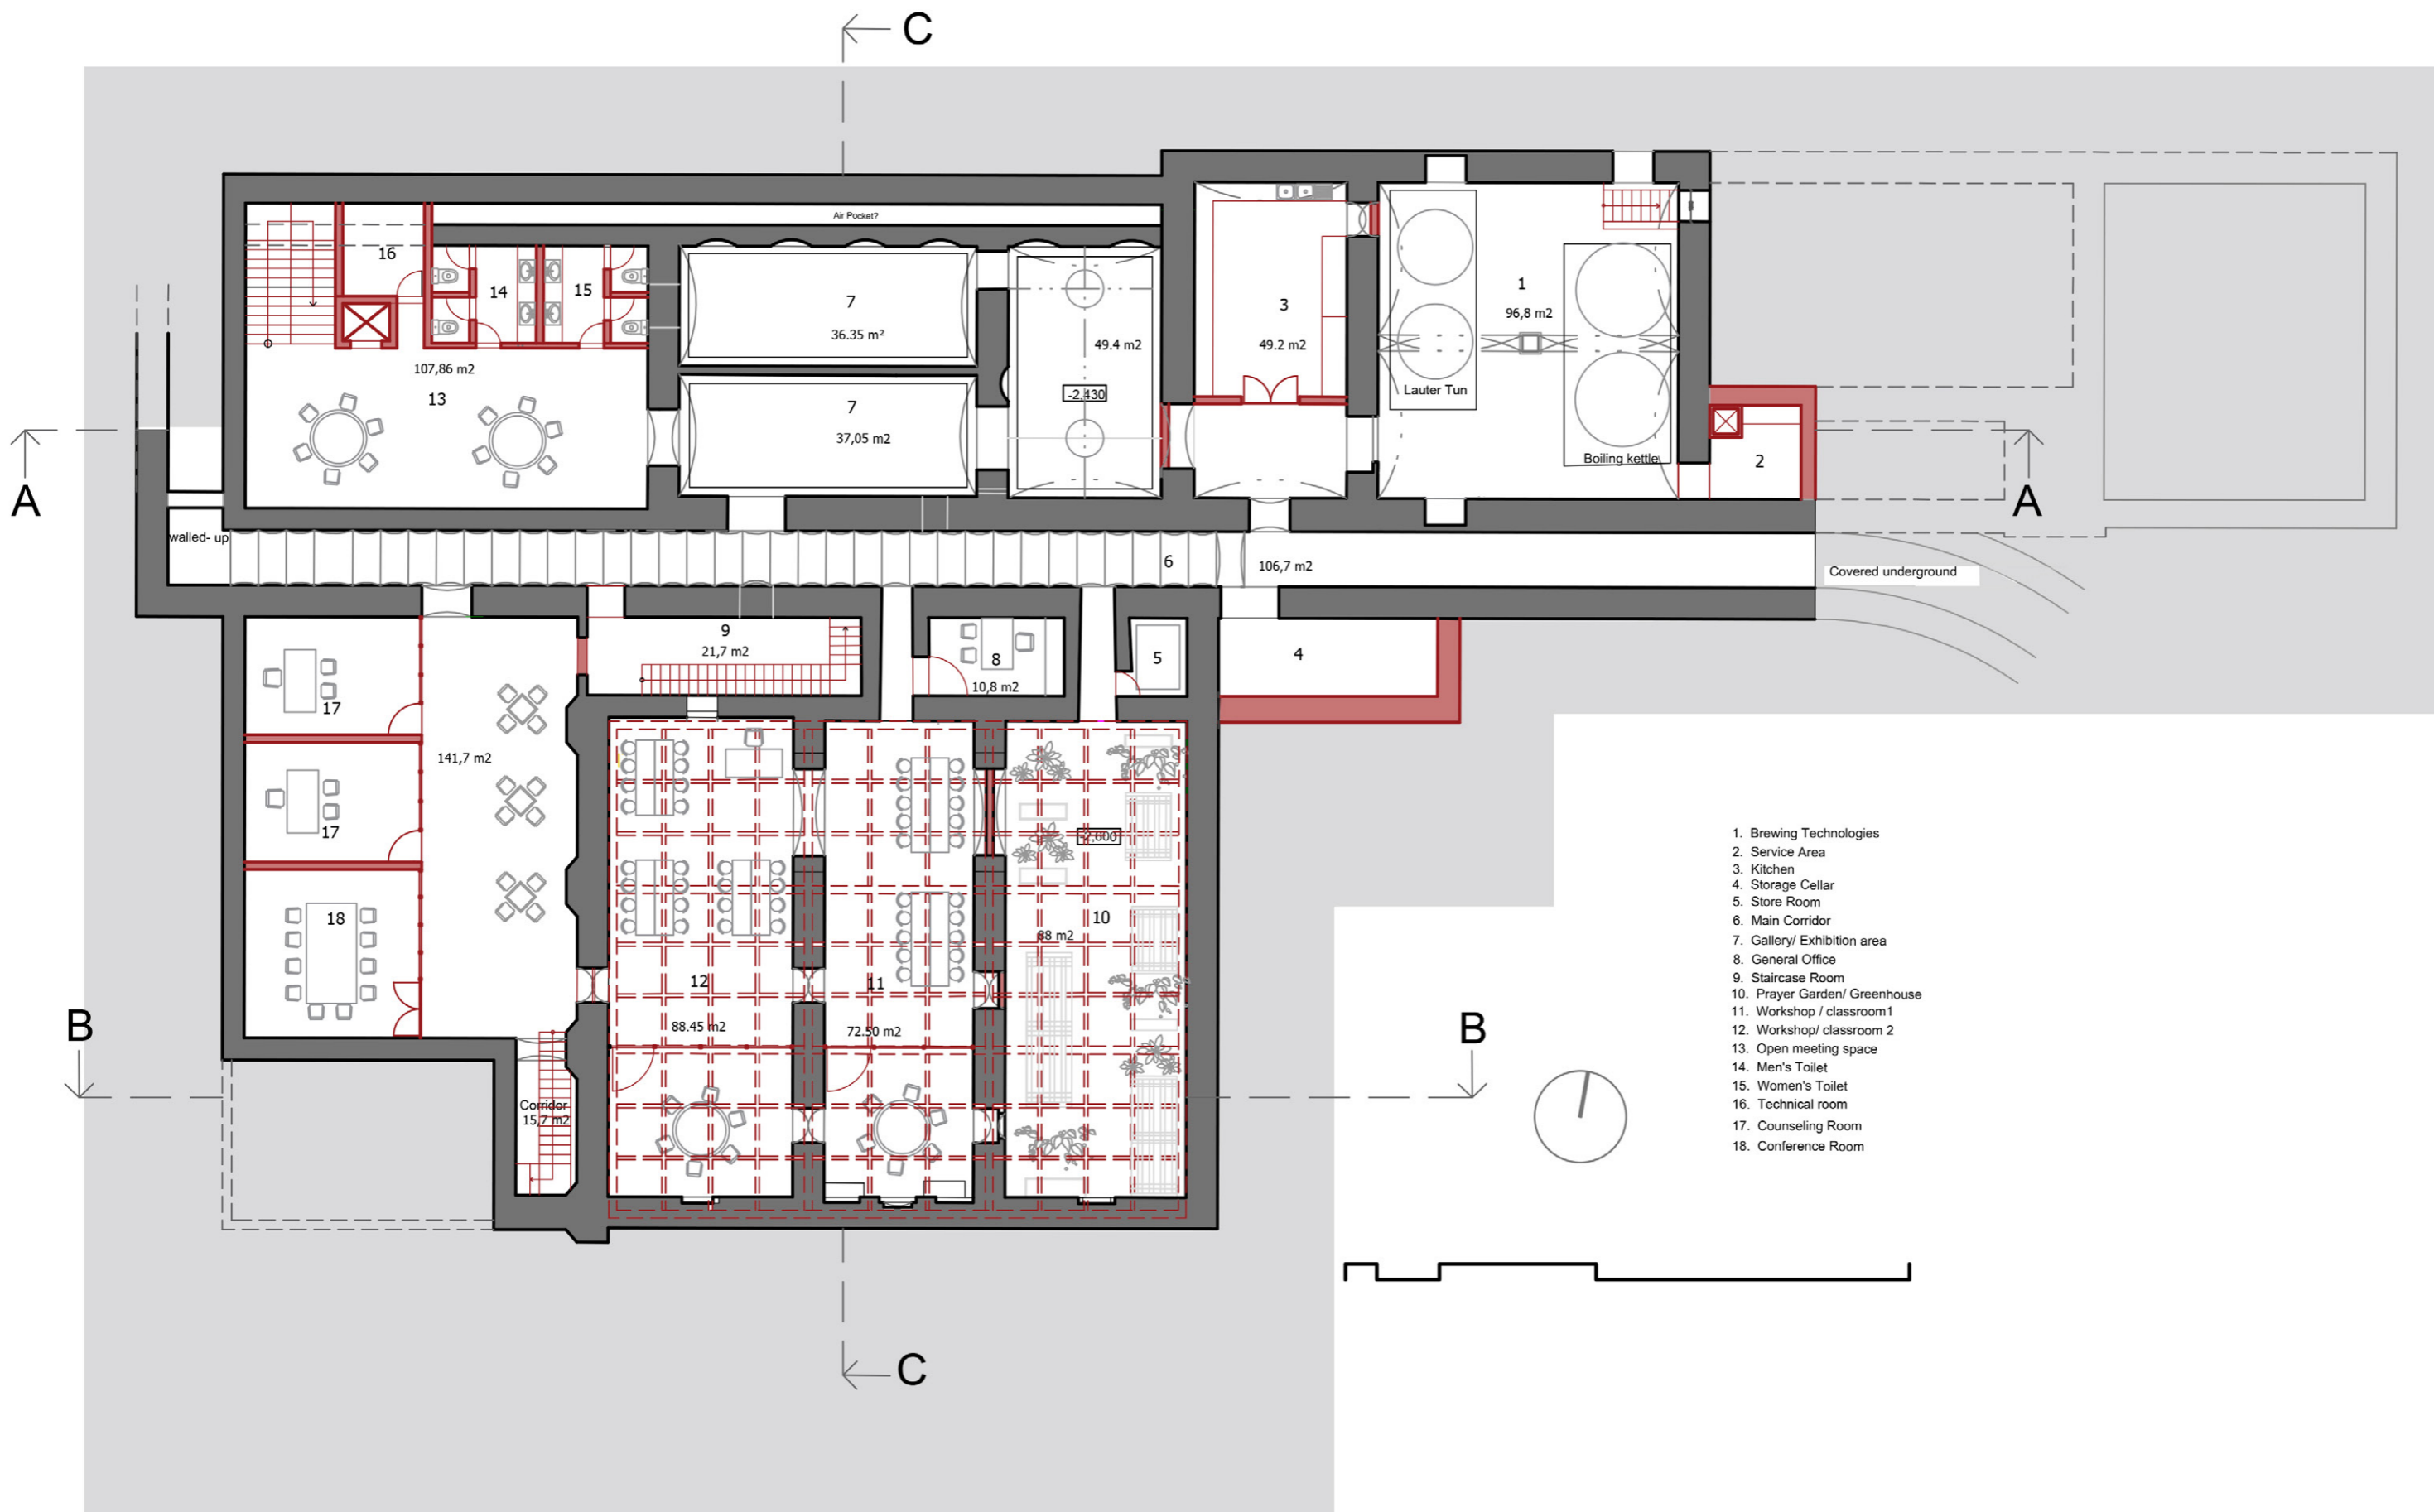 C
Air Pocket?
16
14
15
7
36.35 m²
49.4 m2
3
49.2 m2
1
96,8 m2
107,86 m2
13
7
37,05 m2
-2,430
Lauter Tun
Boiling kettle
2
A
A
walled- up
6
106,7 m2
Covered underground
9
21,7 m2
8
10,8 m2
5
4
17
141,7 m2
17
-2,600
18
10
88 m2
12
11
88.45 m2
72.50 m2
B
B
Corridor
15,7 m2
C
1. Brewing Technologies
2. Service Area
3. Kitchen
4. Storage Cellar
5. Store Room
6. Main Corridor
7. Gallery/ Exhibition area
8. General Office
9. Staircase Room
10. Prayer Garden/ Greenhouse
11. Workshop / classroom1
12. Workshop/ classroom 2
13. Open meeting space
14. Men's Toilet
15. Women's Toilet
16. Technical room
17. Counseling Room
18. Conference Room